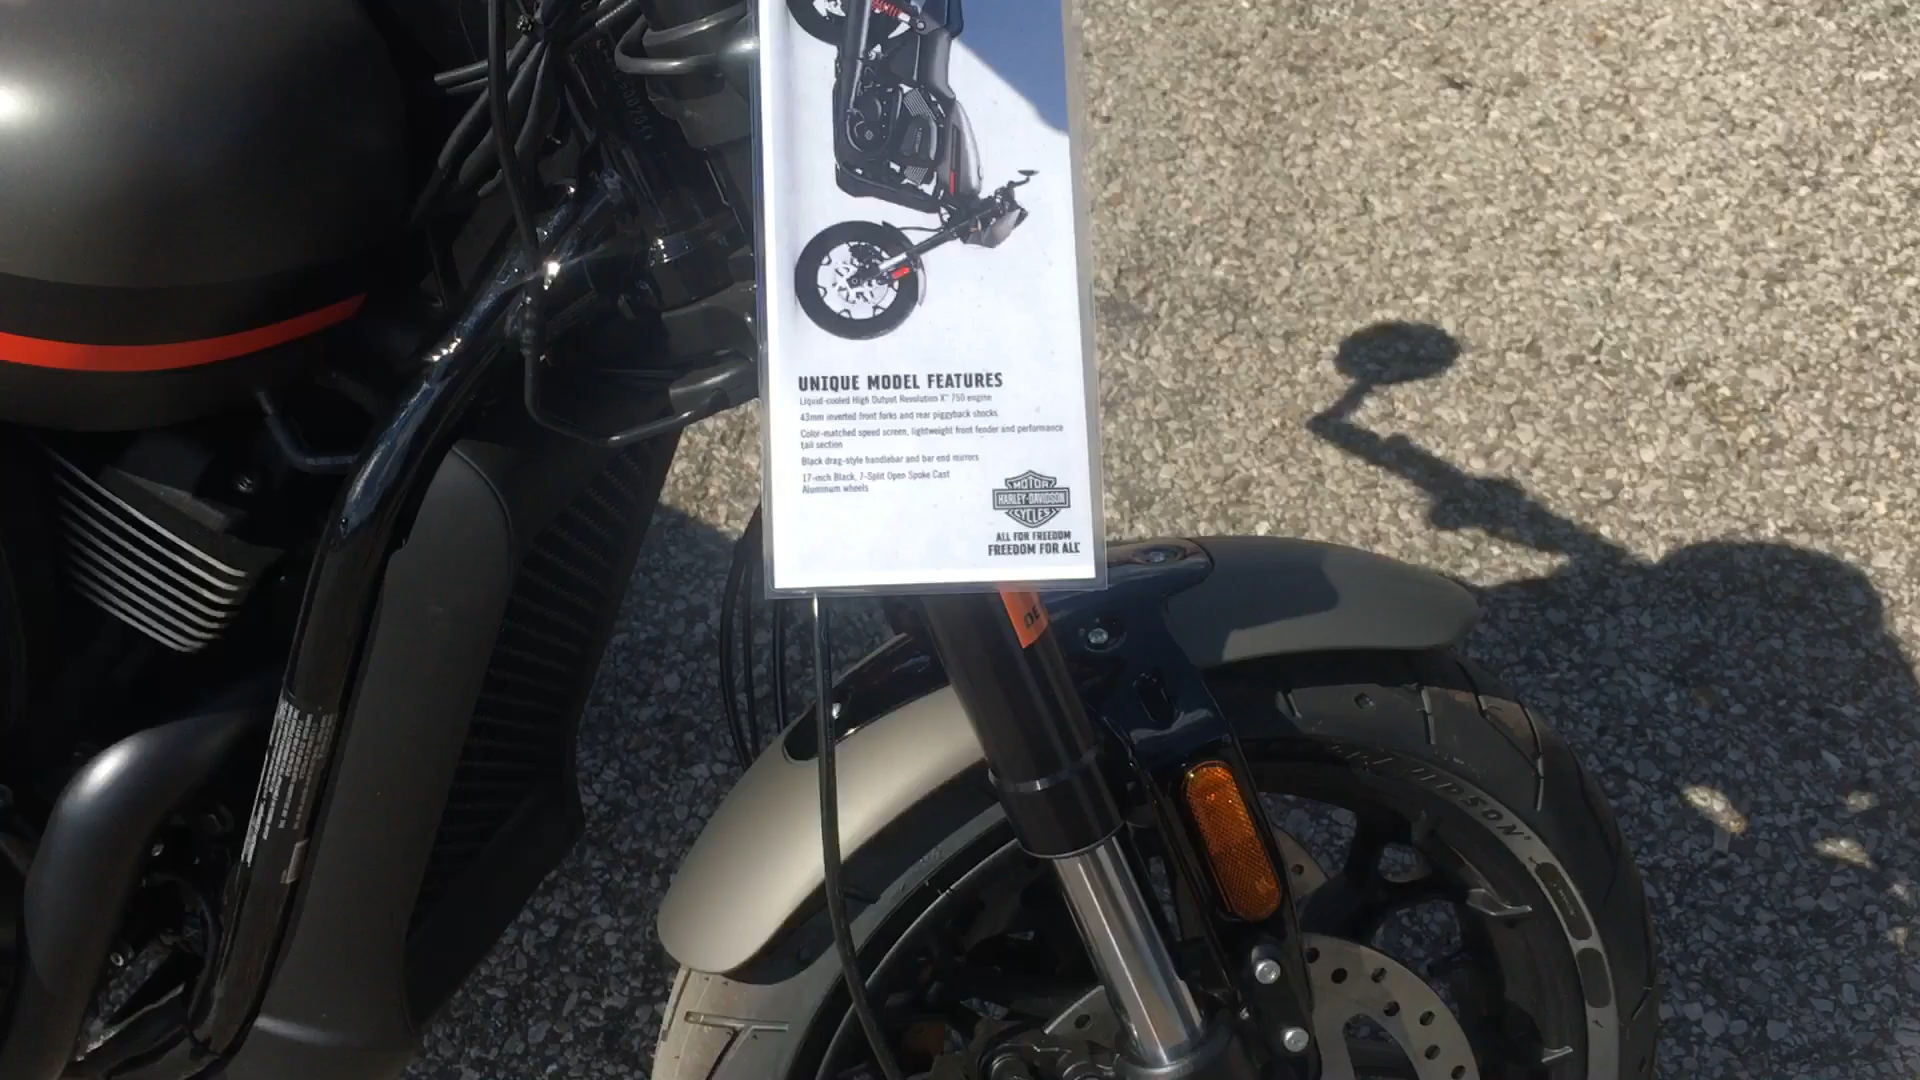 UNIQUE MODEL FEATURES
Liquid-cooled High Output Revolution X™ 750 engine
43mm inverted front forks and rear piggyback shocks
Color-matched speed screen, lightweight front fender and performance
tail section
Black drag-style handlebar and bar end mirrors
17-inch Black, 7-Split Open Spoke Cast
Aluminum wheels
MOTOR
HARLEY-DAVIDSON
CYCLES
ALL FOR FREEDOM
FREEDOM FOR ALL
DE